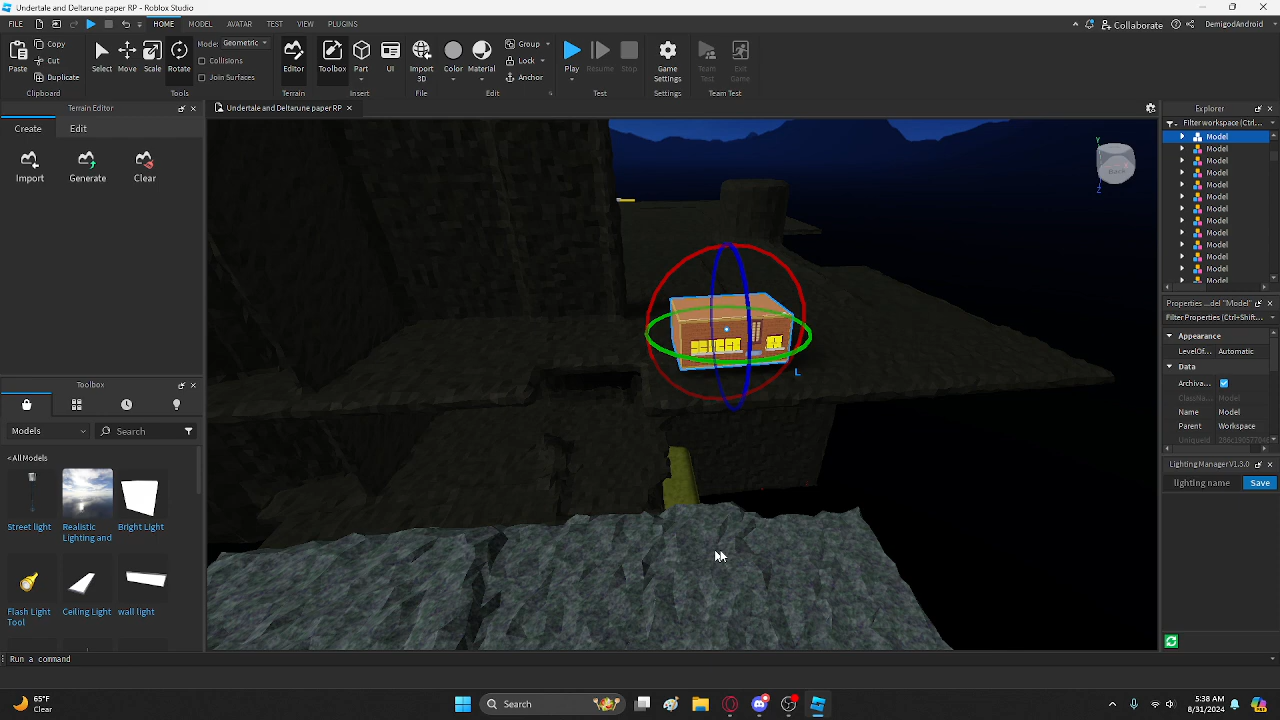 Undertale and Deltarune paper RP - Roblox Studio
FILE HOME MODEL AVATAR TEST VIEW PLUGINS Collaborate DemigodAndroid
Paste Copy Cut Duplicate Select Move Scale Rotate Mode: Geometric Collisions Join Surfaces Editor Toolbox Part UI Import 3D Color Material Group Lock Anchor Play Resume Stop Game Settings Team Test Exit Game
Clipboard Tools Terrain Insert File Edit Test Settings Team Test
Terrain Editor
Create Edit
Import Generate Clear
Undertale and Deltarune paper RP
Back
Y
Z
L
Explorer
Filter workspace (Ctrl...
Model
Model
Model
Model
Model
Model
Model
Model
Model
Model
Model
Model
Model
Properties ..del "Model"
Filter Properties (Ctrl+Shift...
Appearance
LevelOf... Automatic
Data
Archiva...
ClassNa... Model
Name Model
Parent Workspace
UniqueId
LightingManager V1.3.0
lighting name Save
Toolbox
Models Search
<All Models
Street light
Realistic Lighting and
Bright Light
Flash Light Tool
Ceiling Light
wall light
Run a command
65°F
Clear
Search
5:38 AM
8/31/2024